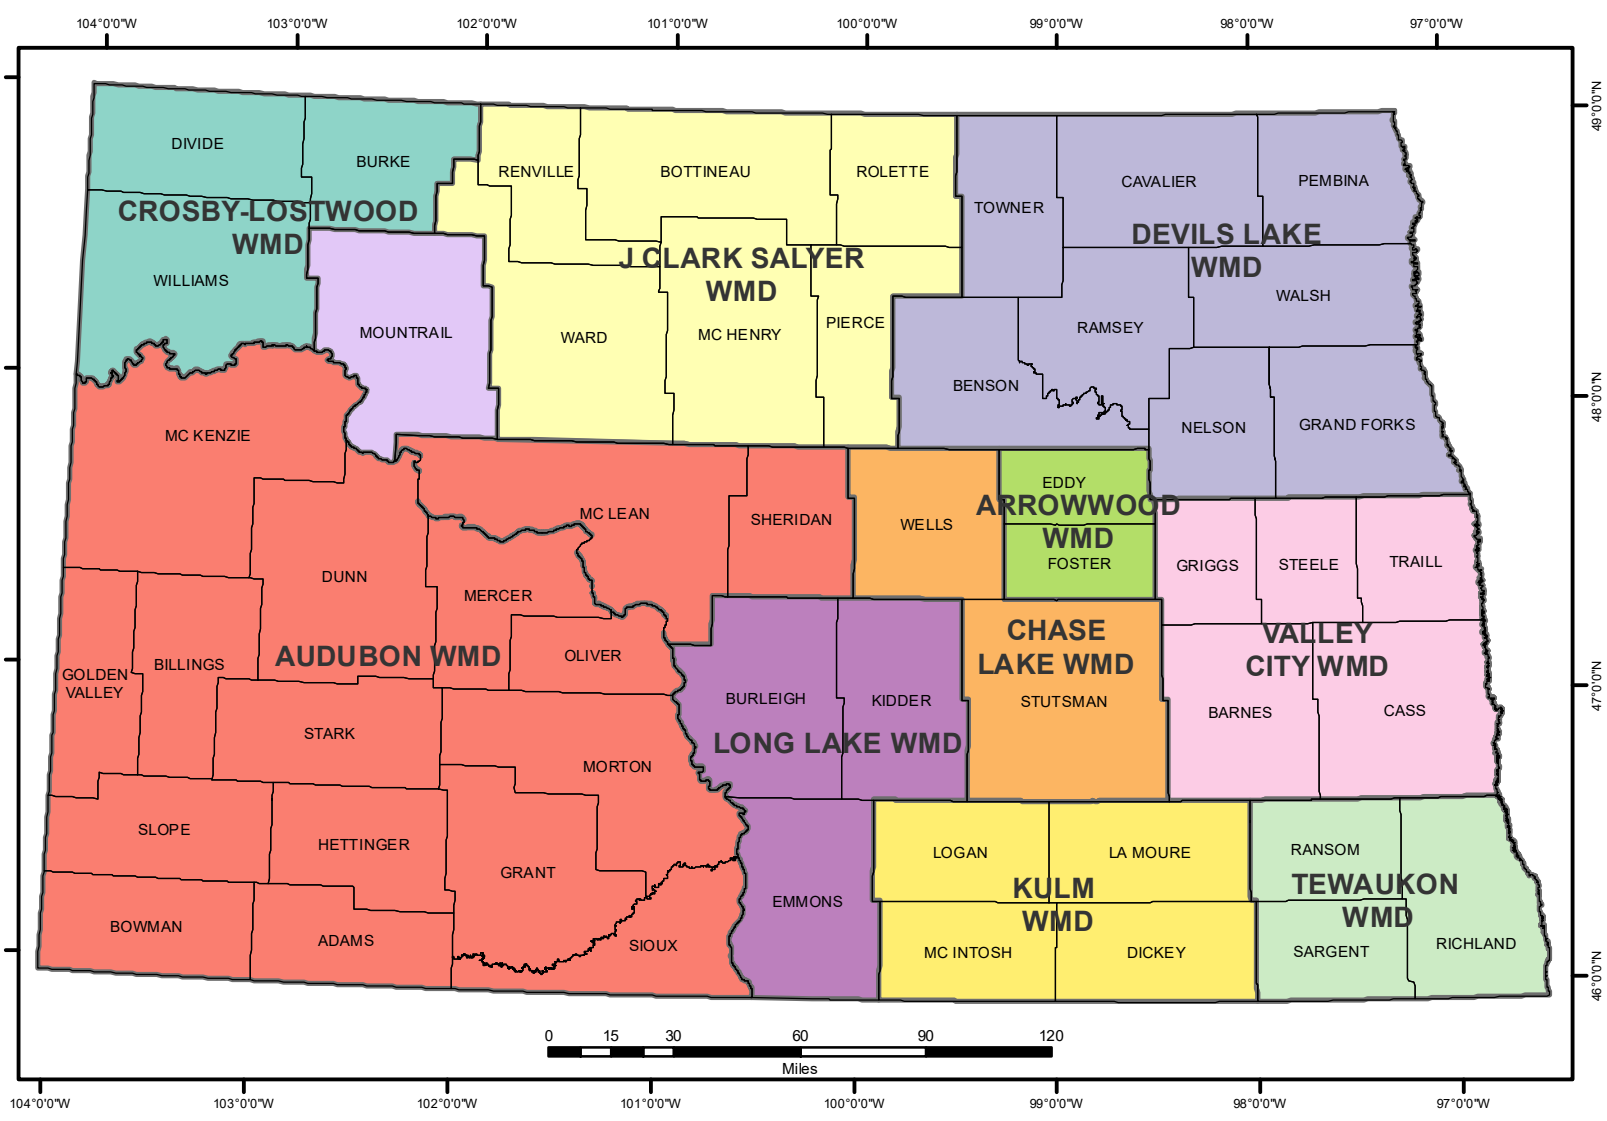 104°0'0"W 103°0'0"W 102°0'0"W 101°0'0"W 100°0'0"W 99°0'0"W 98°0'0"W 97°0'0"W
49°0'0"N
48°0'0"N
47°0'0"N
46°0'0"N
DIVIDE
BURKE
RENVILLE
BOTTINEAU
ROLETTE
TOWNER
CAVALIER
PEMBINA
CROSBY-LOSTWOOD
WMD
WILLIAMS
MOUNTRAIL
J CLARK SALYER
WMD
WARD
MC HENRY
PIERCE
DEVILS LAKE
WMD
WALSH
RAMSEY
BENSON
NELSON
GRAND FORKS
MC KENZIE
MC LEAN
SHERIDAN
WELLS
EDDY
ARROWWOOD
WMD
FOSTER
GRIGGS
STEELE
TRAILL
DUNN
MERCER
OLIVER
AUDUBON WMD
GOLDEN
VALLEY
BILLINGS
STARK
MORTON
BURLEIGH
KIDDER
LONG LAKE WMD
CHASE
LAKE WMD
STUTSMAN
VALLEY
CITY WMD
BARNES
CASS
SLOPE
HETTINGER
GRANT
BOWMAN
ADAMS
SIOUX
EMMONS
LOGAN
LA MOURE
KULM
WMD
MC INTOSH
DICKEY
RANSOM
TEWAUKON
WMD
SARGENT
RICHLAND
0 15 30 60 90 120
Miles
104°0'0"W 103°0'0"W 102°0'0"W 101°0'0"W 100°0'0"W 99°0'0"W 98°0'0"W 97°0'0"W